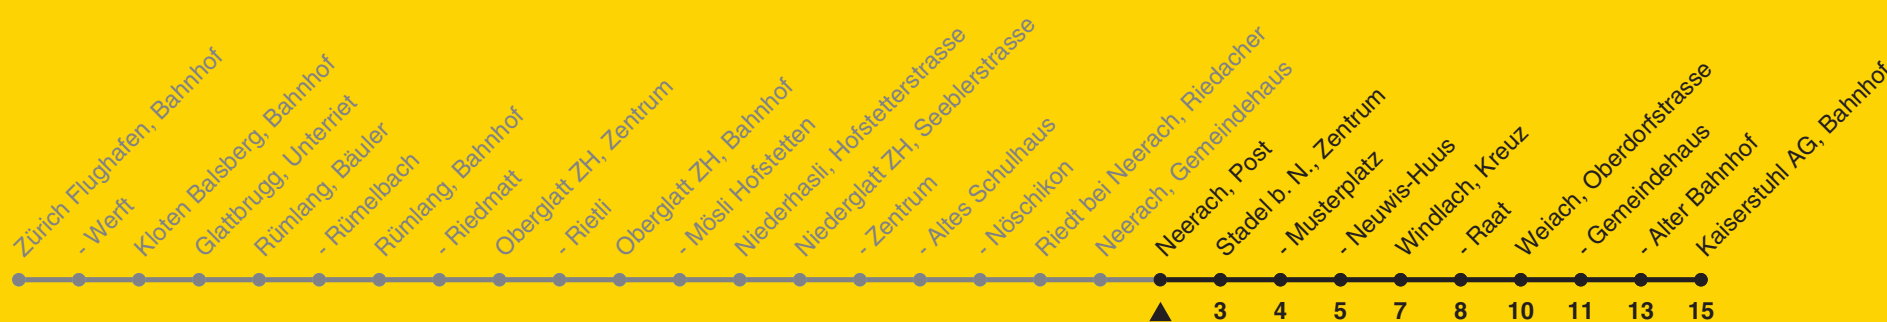 Zürich Flughafen, Bahnhof
- Werft
Kloten Balsberg, Bahnhof
Glattbrugg, Unterriet
Rümlang, Bäuler
- Rümelbach
Rümlang, Bahnhof
- Riedmatt
Oberglatt ZH, Zentrum
- Rietli
Oberglatt ZH, Bahnhof
- Mösli Hofstetten
Niederhasli, Hofstetterstrasse
Niederglatt ZH, Seeblerstrasse
- Zentrum
- Altes Schulhaus
- Nöschikon
Riedt bei Neerach, Riedacher
Neerach, Gemeindehaus
Neerach, Post
Stadel b. N., Zentrum
- Musterplatz
- Neuwis-Huus
Windlach, Kreuz
- Raat
Weiach, Oberdorfstrasse
- Gemeindehaus
- Alter Bahnhof
Kaiserstuhl AG, Bahnhof
3 4 5 7 8 10 11 13 15